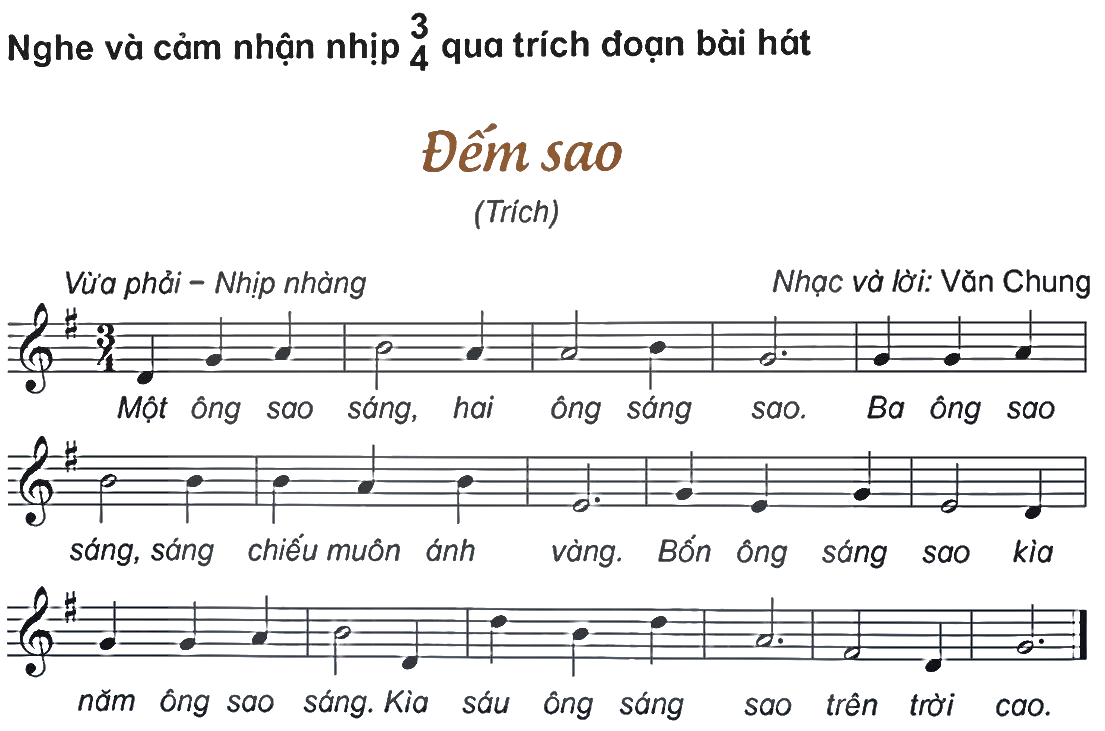 Nghe và cảm nhận nhịp 3/4 qua trích đoạn bài hát
Đếm sao
(Trích)
Vừa phải – Nhịp nhàng
Nhạc và lời: Văn Chung
3/4
Một ông sao sáng, hai ông sáng sao. Ba ông sao
sáng, sáng chiếu muôn ánh vàng. Bốn ông sáng sao kìa
năm ông sao sáng. Kìa sáu ông sáng sao trên trời cao.